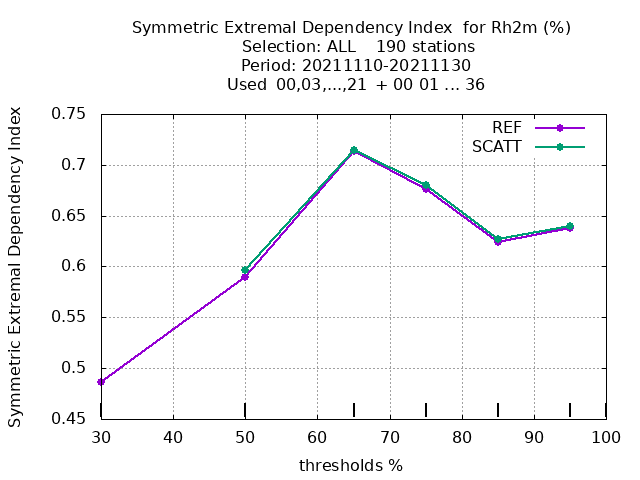 Symmetric Extremal Dependency Index  for Rh2m (%)
Selection: ALL    190 stations
Period: 20211110-20211130
Used  00,03,...,21  + 00 01 ... 36
Symmetric Extremal Dependency Index
0.75
0.7
0.65
0.6
0.55
0.5
0.45
REF
SCATT
30 40 50 60 70 80 90 100
thresholds %